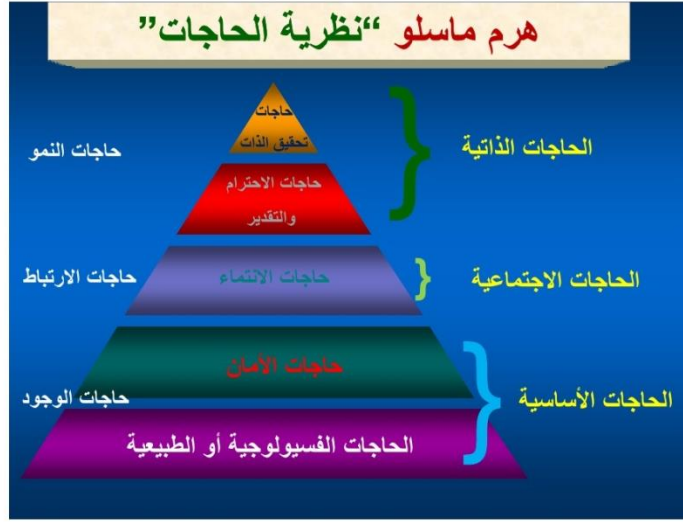 هرم ماسلو “نظرية الحاجات”
حاجات
تحقيق الذات
الحاجات الذاتية
حاجات النمو
حاجات الاحترام
والتقدير
الحاجات الاجتماعية
حاجات الانتماء
حاجات الارتباط
حاجات الأمان
الحاجات الأساسية
حاجات الوجود
الحاجات الفسيولوجية أو الطبيعية